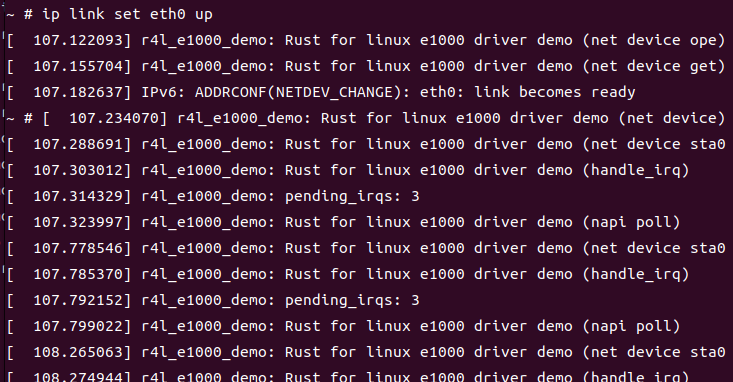 ~ # ip link set eth0 up
[  107.122093] r4l_e1000_demo: Rust for linux e1000 driver demo (net device ope)
[  107.155704] r4l_e1000_demo: Rust for linux e1000 driver demo (net device get)
[  107.182637] IPv6: ADDRCONF(NETDEV_CHANGE): eth0: link becomes ready
~ # [  107.234070] r4l_e1000_demo: Rust for linux e1000 driver demo (net device)
[  107.288691] r4l_e1000_demo: Rust for linux e1000 driver demo (net device sta0
[  107.303012] r4l_e1000_demo: Rust for linux e1000 driver demo (handle_irq)
[  107.314329] r4l_e1000_demo: pending_irqs: 3
[  107.323997] r4l_e1000_demo: Rust for linux e1000 driver demo (napi poll)
[  107.778546] r4l_e1000_demo: Rust for linux e1000 driver demo (net device sta0
[  107.785370] r4l_e1000_demo: Rust for linux e1000 driver demo (handle_irq)
[  107.792152] r4l_e1000_demo: pending_irqs: 3
[  107.799022] r4l_e1000_demo: Rust for linux e1000 driver demo (napi poll)
[  108.265063] r4l_e1000_demo: Rust for linux e1000 driver demo (net device sta0
[  108.274944] r4l_e1000_demo: Rust for linux e1000 driver demo (handle_irq)